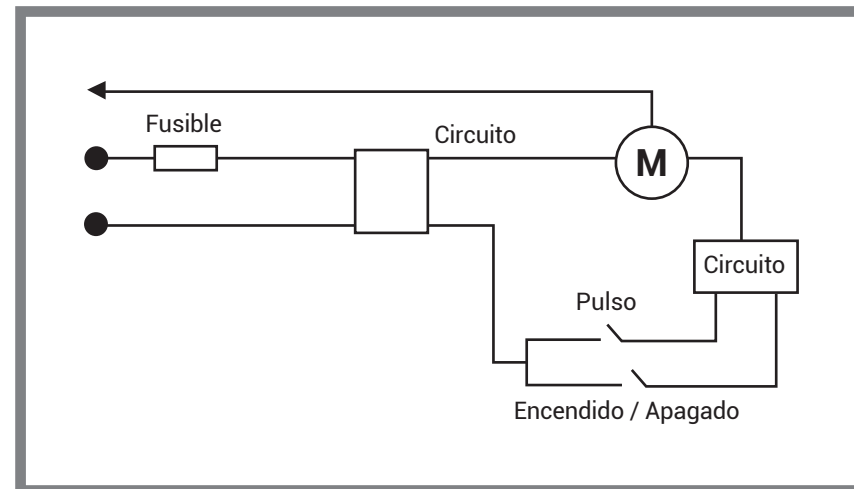 Fusible
Circuito
M
Circuito
Pulso
Encendido / Apagado